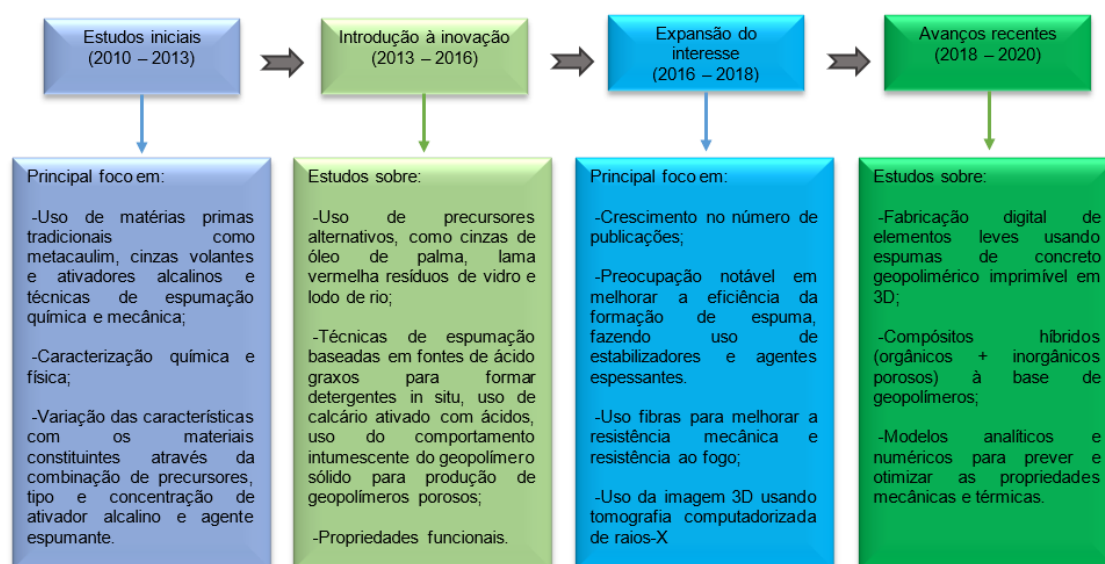 Estudos iniciais
(2010 – 2013)
Introdução à inovação
(2013 – 2016)
Expansão do
interesse
(2016 – 2018)
Avanços recentes
(2018 – 2020)
Principal foco em:
-Uso de matérias primas
tradicionais como
metacaulim, cinzas volantes
e ativadores alcalinos e
técnicas de espumação
química e mecânica;
-Caracterização química e
física;
-Variação das características
com os materiais
constituintes através da
combinação de precursores,
tipo e concentração de
ativador alcalino e agente
espumante.
Estudos sobre:
-Uso de precursores
alternativos, como cinzas de
óleo de palma, lama
vermelha resíduos de vidro e
lodo de rio;
-Técnicas de espumação
baseadas em fontes de ácido
graxos para formar
detergentes in situ, uso de
calcário ativado com ácidos,
uso do comportamento
intumescente do geopolímero
sólido para produção de
geopolímeros porosos;
-Propriedades funcionais.
Principal foco em:
-Crescimento no número de
publicações;
-Preocupação notável em
melhorar a eficiência da
formação de espuma,
fazendo uso de
estabilizadores e agentes
espessantes.
-Uso fibras para melhorar a
resistência mecânica e
resistência ao fogo;
-Uso da imagem 3D usando
tomografia computadorizada
de raios-X
Estudos sobre:
-Fabricação digital de
elementos leves usando
espumas de concreto
geopolimérico imprimível em
3D;
-Compósitos híbridos
(orgânicos + inorgânicos
porosos) à base de
geopolímeros;
-Modelos analíticos e
numéricos para prever e
otimizar as propriedades
mecânicas e térmicas.